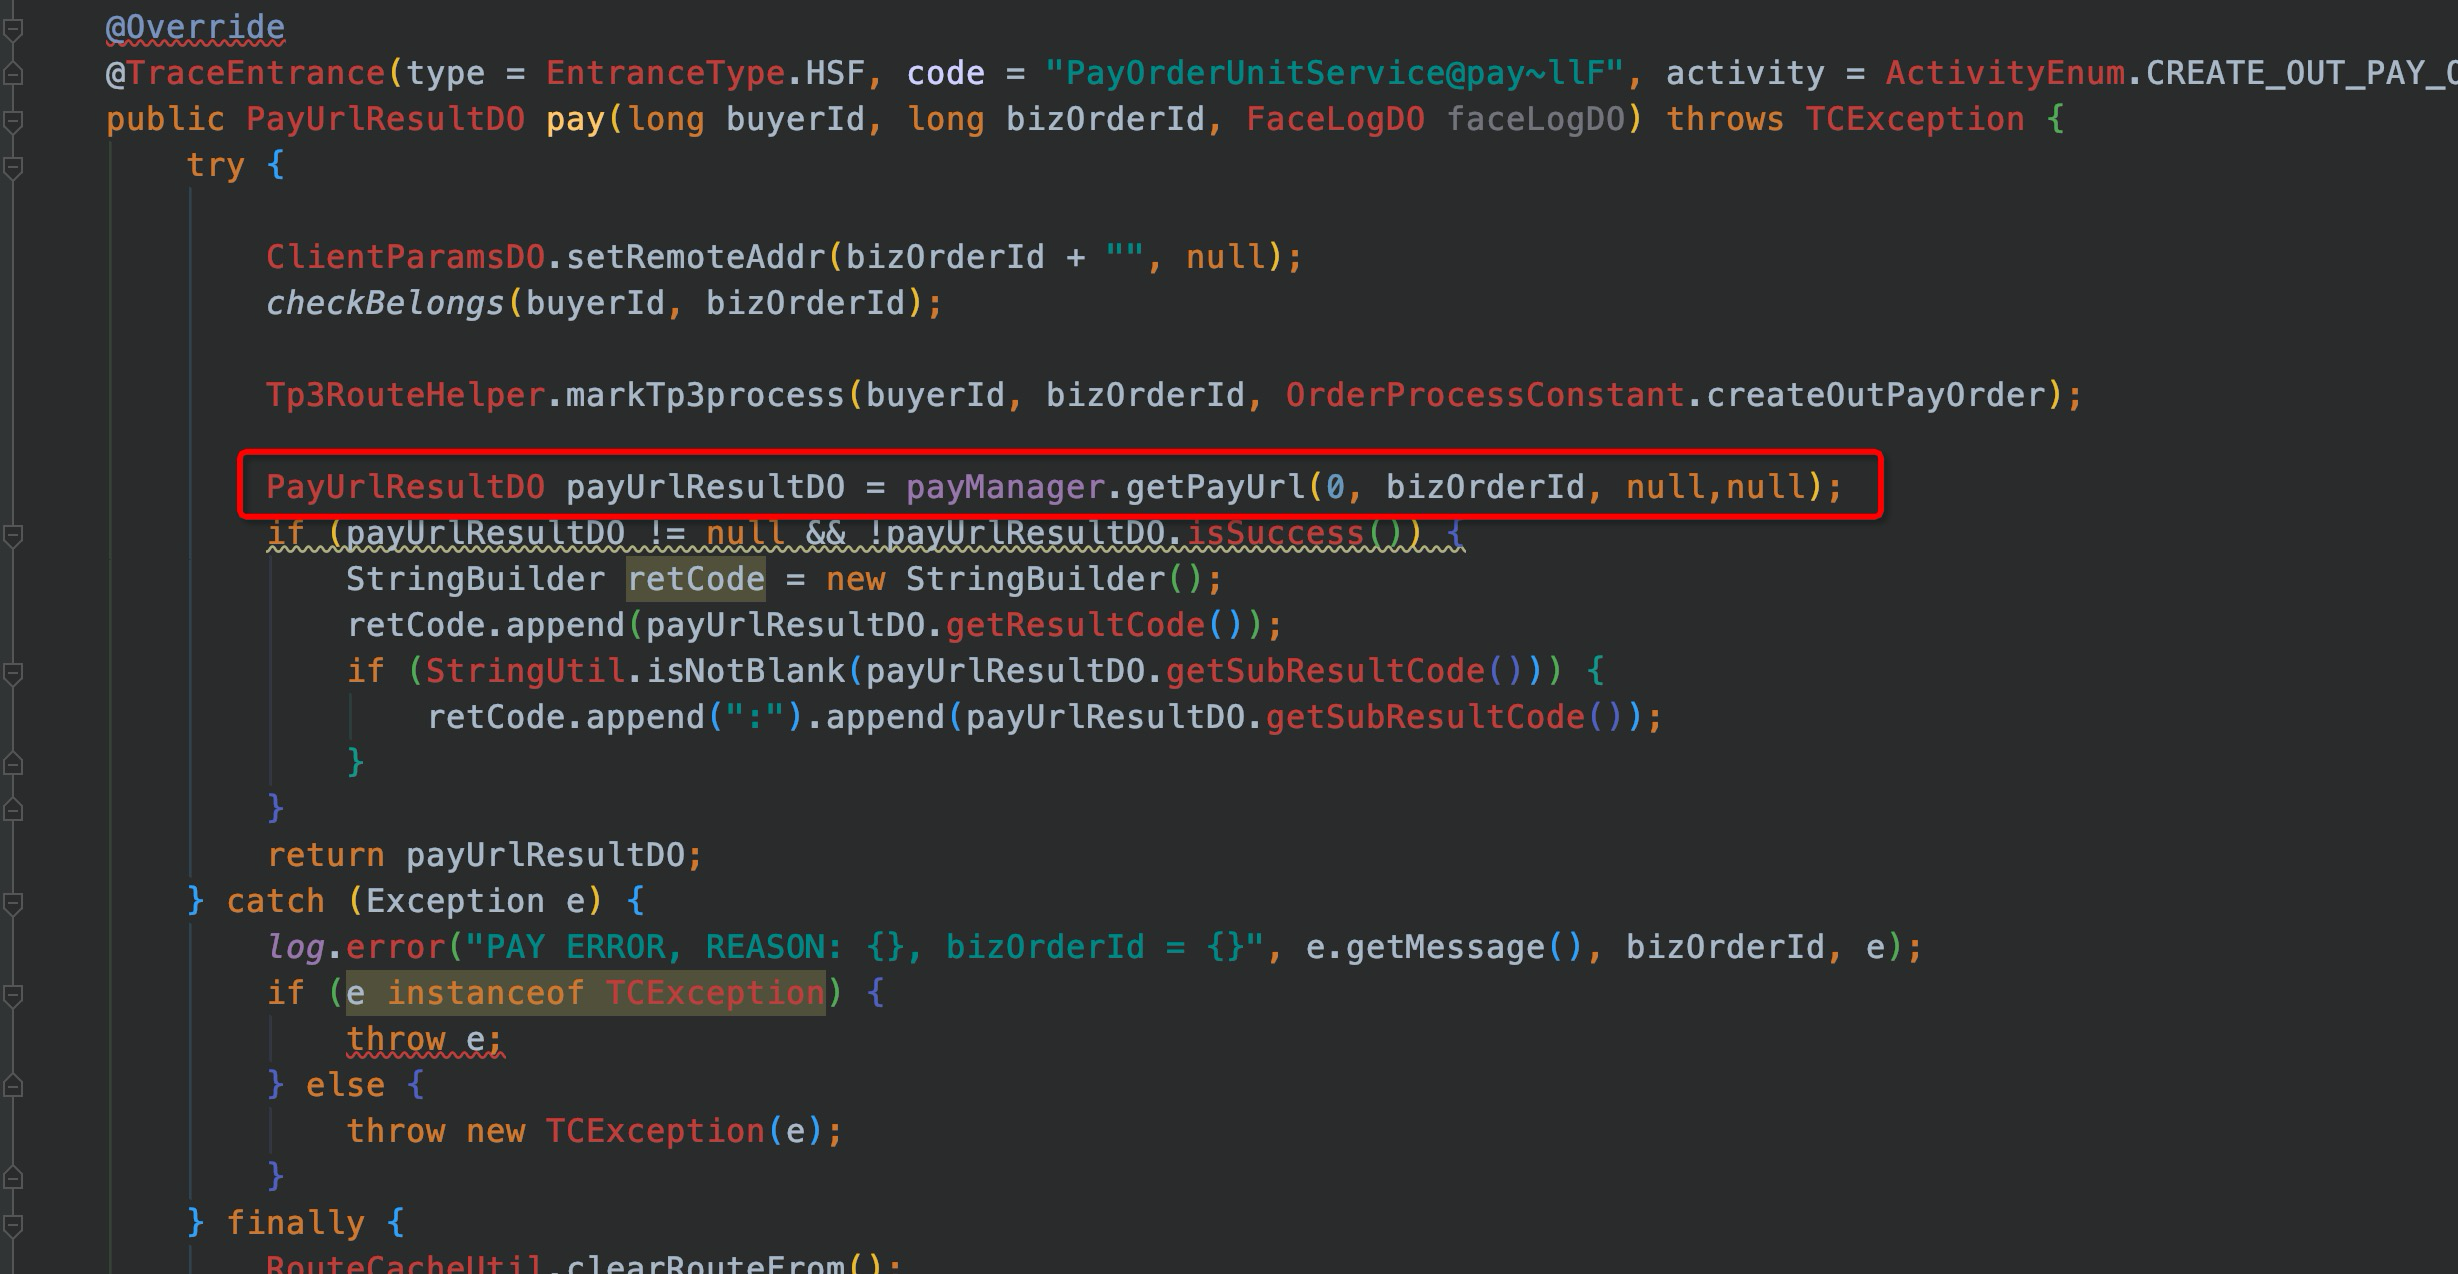 @Override
@TraceEntrance(type = EntranceType.HSF, code = "PayOrderUnitService@pay~llF", activity = ActivityEnum.CREATE_OUT_PAY_O
public PayUrlResultDO pay(long buyerId, long bizOrderId, FaceLogDO faceLogDO) throws TCException {
try {
ClientParamsDO.setRemoteAddr(bizOrderId + "", null);
checkBelongs(buyerId, bizOrderId);
Tp3RouteHelper.markTp3process(buyerId, bizOrderId, OrderProcessConstant.createOutPayOrder);
PayUrlResultDO payUrlResultDO = payManager.getPayUrl(0, bizOrderId, null,null);
if (payUrlResultDO != null && !payUrlResultDO.isSuccess()) {
StringBuilder retCode = new StringBuilder();
retCode.append(payUrlResultDO.getResultCode());
if (StringUtil.isNotBlank(payUrlResultDO.getSubResultCode())) {
retCode.append(":").append(payUrlResultDO.getSubResultCode());
}
}
return payUrlResultDO;
} catch (Exception e) {
log.error("PAY ERROR, REASON: {}, bizOrderId = {}", e.getMessage(), bizOrderId, e);
if (e instanceof TCException) {
throw e;
} else {
throw new TCException(e);
}
} finally {
RouteCacheUtil.clearRouteFrom();